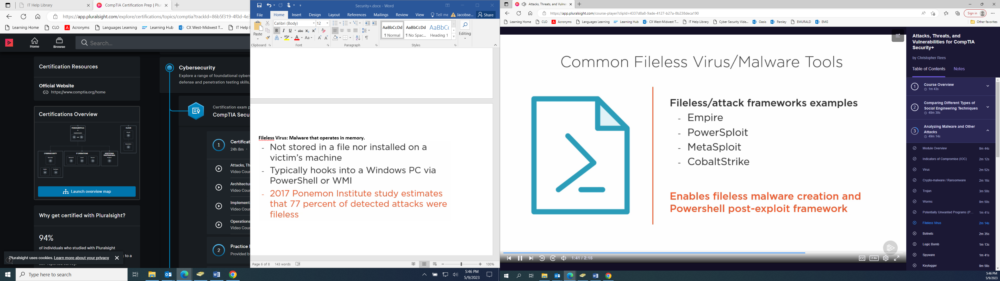 IT Help Library
CompTIA Certification Prep | Plur
https://app.pluralsight.com/explore/certifications/topics/comptia?trackId=86b5f319-4f0d-4e3
Learning Home
CLO
Acronyms
Languages Learning
Learning Hub
CX West-Midwest T...
IT Help L
Home
Browse
Search...
Certification Resources
Official Website
https://www.comptia.org/home
Certifications Overview
FUNDAMENTALS
CLOUD
CYBERSECURITY
IT OPERATIONS
ADDITIONAL PROFESSIONAL
Launch overview map
Why get certified with Pluralsight?
94%
of individuals who studied with Pluralsight
to a
Pluralsight uses cookies. Learn more about your privacy
Cybersecurity
Explore a range of foundational cybers
defense and penetration testing skills.
Certification exam p
CompTIA Secu
1
Certificat
24h 8m ·
Attacks, Th
Video Cour
Architectur
Video Cour
Implement
Video Cour
Operations
Video Cour
2
Practice
Provided b
Type here to search
Security+.docx - Word
File
Home
Insert
Design
Layout
References
Mailings
Review
View
Tell me
Jacobse...
Share
Paste
Clipboard
Calibri (Body)
12
Font
Paragraph
AaBbCcDd
¶ Normal
AaBbCcDd
¶ No Spac...
AaBbC
Heading 1
Styles
Editing
Fileless Virus: Malware that operates in memory.
- Not stored in a file nor installed on a
victim's machine
- Typically hooks into a Windows PC via
PowerShell or WMI
- 2017 Ponemon Institute study estimates
that 77 percent of detected attacks were
fileless
Page 6 of 8
143 words
100%
5:46 PM
5/9/2023
Attacks, Threats, and Vulner
https://app.pluralsight.com/course-player?clipId=4337d8a8-9ade-4127-b27a-8b238deca190
Sign in
Learning Home
CLO
Acronyms
Languages Learning
Learning Hub
CX West-Midwest T...
IT Help Library
Cyber Security Vide...
Oasis
Parsley
EMURALD
EMG
Other favorites
Common Fileless Virus/Malware Tools
Fileless/attack frameworks examples
- Empire
- PowerSploit
- MetaSploit
- CobaltStrike
Enables fileless malware creation and
Powershell post-exploit framework
1:41 / 2:15
CC
2.0x
Attacks, Threats, and
Vulnerabilities for CompTIA
Security+
by Christopher Rees
Table of Contents
Notes
1
Course Overview
1m 43s
2
Comparing Different Types of
Social Engineering Techniques
48m 30s
3
Analyzing Malware and Other
Attacks
49m 14s
Module Overview 0m 44s
Indicators of Compromise (IOC) 2m 12s
Virus 2m 52s
Crypto-malware / Ransomware 2m 16s
Trojan 3m 50s
Worms 0m 50s
Potentially Unwanted Programs (P... 1m 41s
Fileless Virus 2m 14s
Botnets 2m 35s
Logic Bomb 1m 13s
Spyware 1m 41s
Keylogger 0m 58s
5:46 PM
5/9/2023